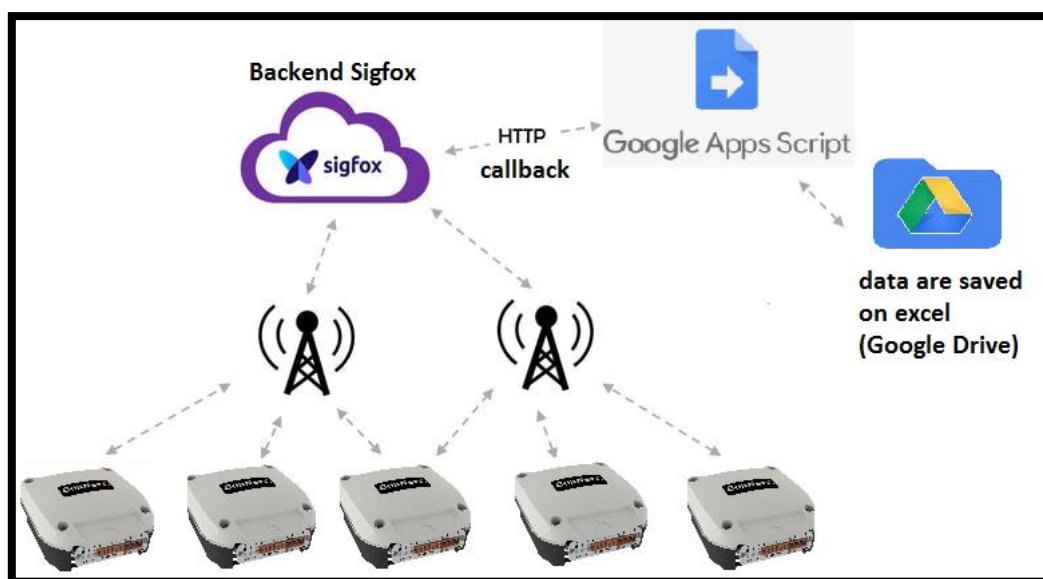 Backend Sigfox
sigfox
HTTP
callback
Google Apps Script
data are saved
on excel
(Google Drive)